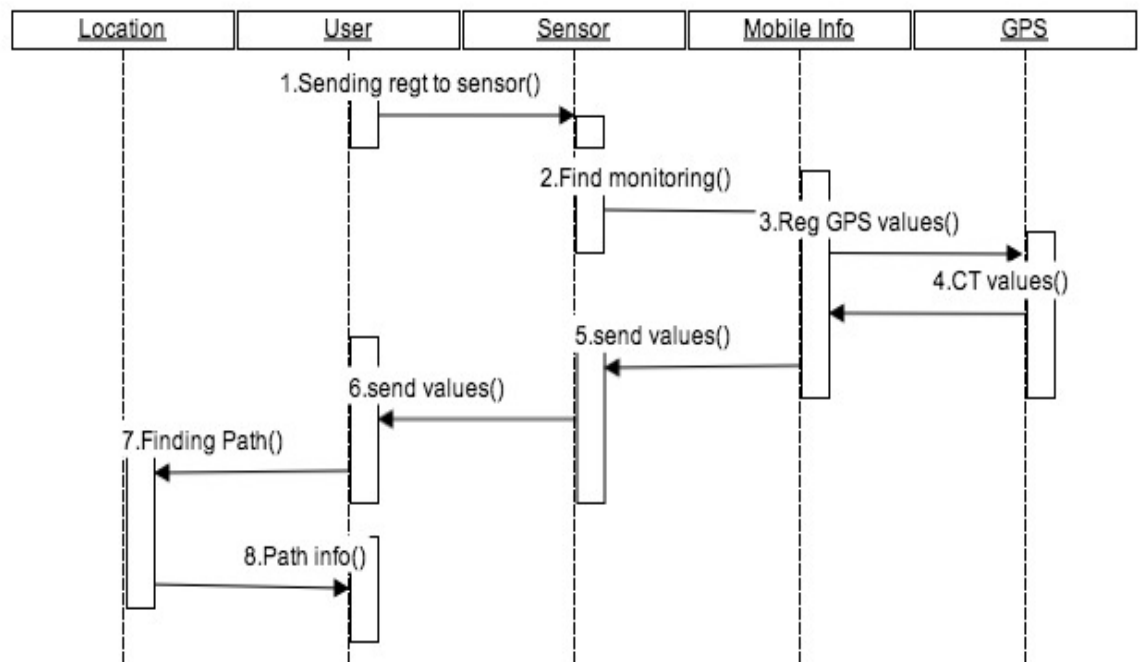 Location User Sensor Mobile Info GPS
1.Sending regt to sensor()
2.Find monitoring()
3.Reg GPS values()
4.CT values()
5.send values()
6.send values()
7.Finding Path()
8.Path info()